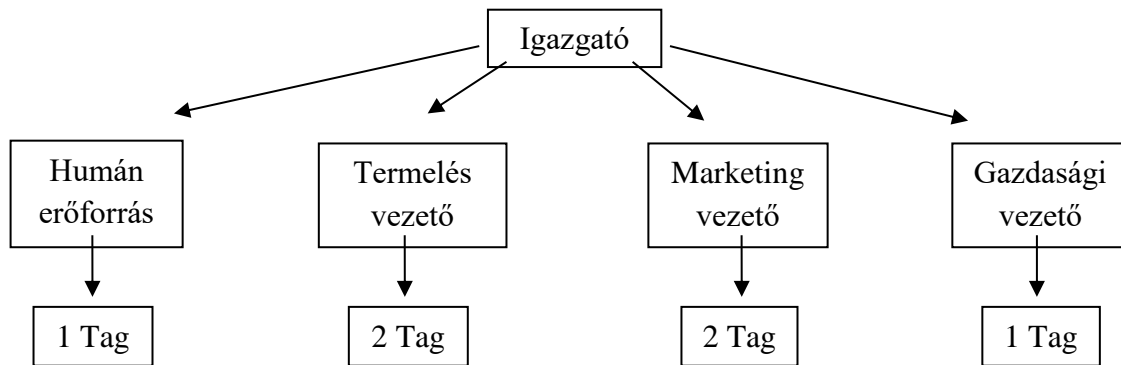 Igazgató
Humán
erőforrás
Termelés
vezető
Marketing
vezető
Gazdasági
vezető
1 Tag
2 Tag
2 Tag
1 Tag